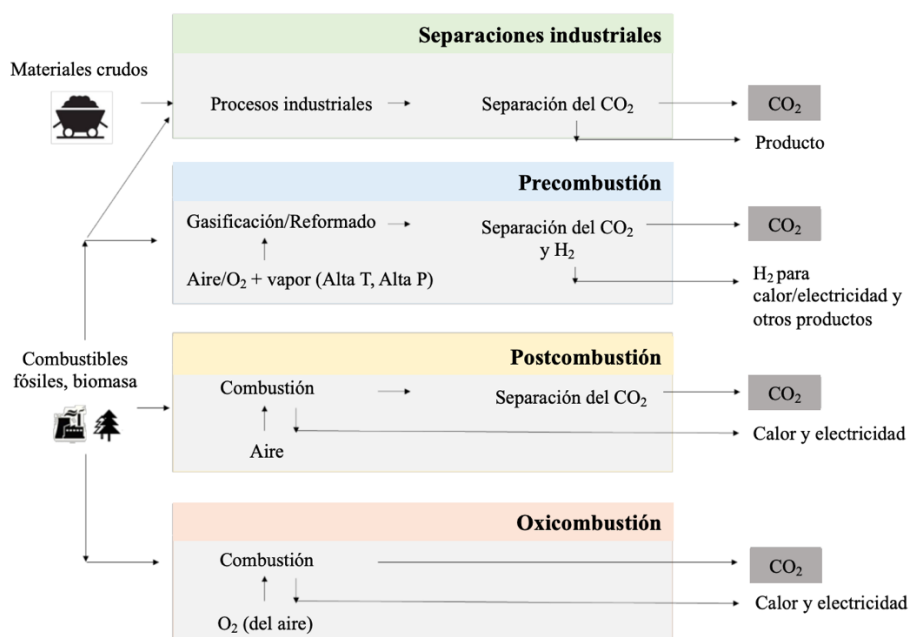 Separaciones industriales
Materiales crudos
Procesos industriales
Separación del CO₂
CO₂
Producto
Precombustión
Gasificación/Reformado
Separación del CO₂
y H₂
CO₂
Aire/O₂ + vapor (Alta T, Alta P)
H₂ para
calor/electricidad y
otros productos
Combustibles
fósiles, biomasa
Postcombustión
Combustión
Separación del CO₂
CO₂
Aire
Calor y electricidad
Oxicombustión
Combustión
CO₂
O₂ (del aire)
Calor y electricidad